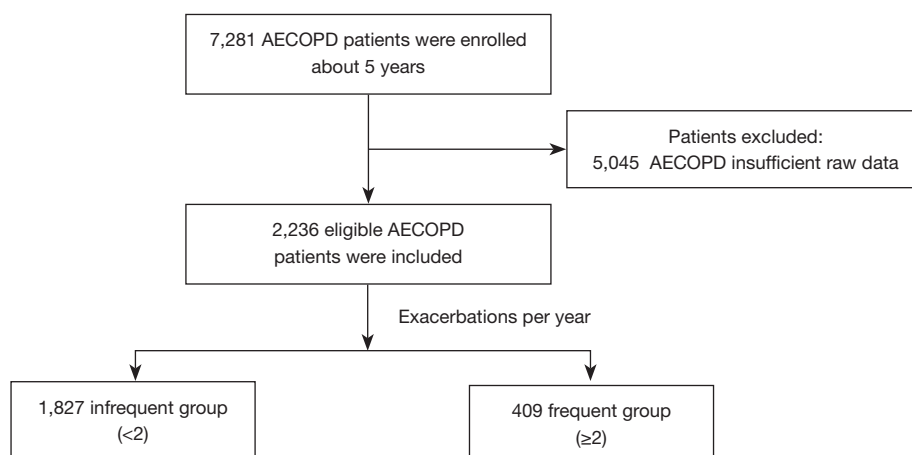 7,281 AECOPD patients were enrolled
about 5 years
Patients excluded:
5,045 AECOPD insufficient raw data
2,236 eligible AECOPD
patients were included
Exacerbations per year
1,827 infrequent group
(<2)
409 frequent group
(≥2)